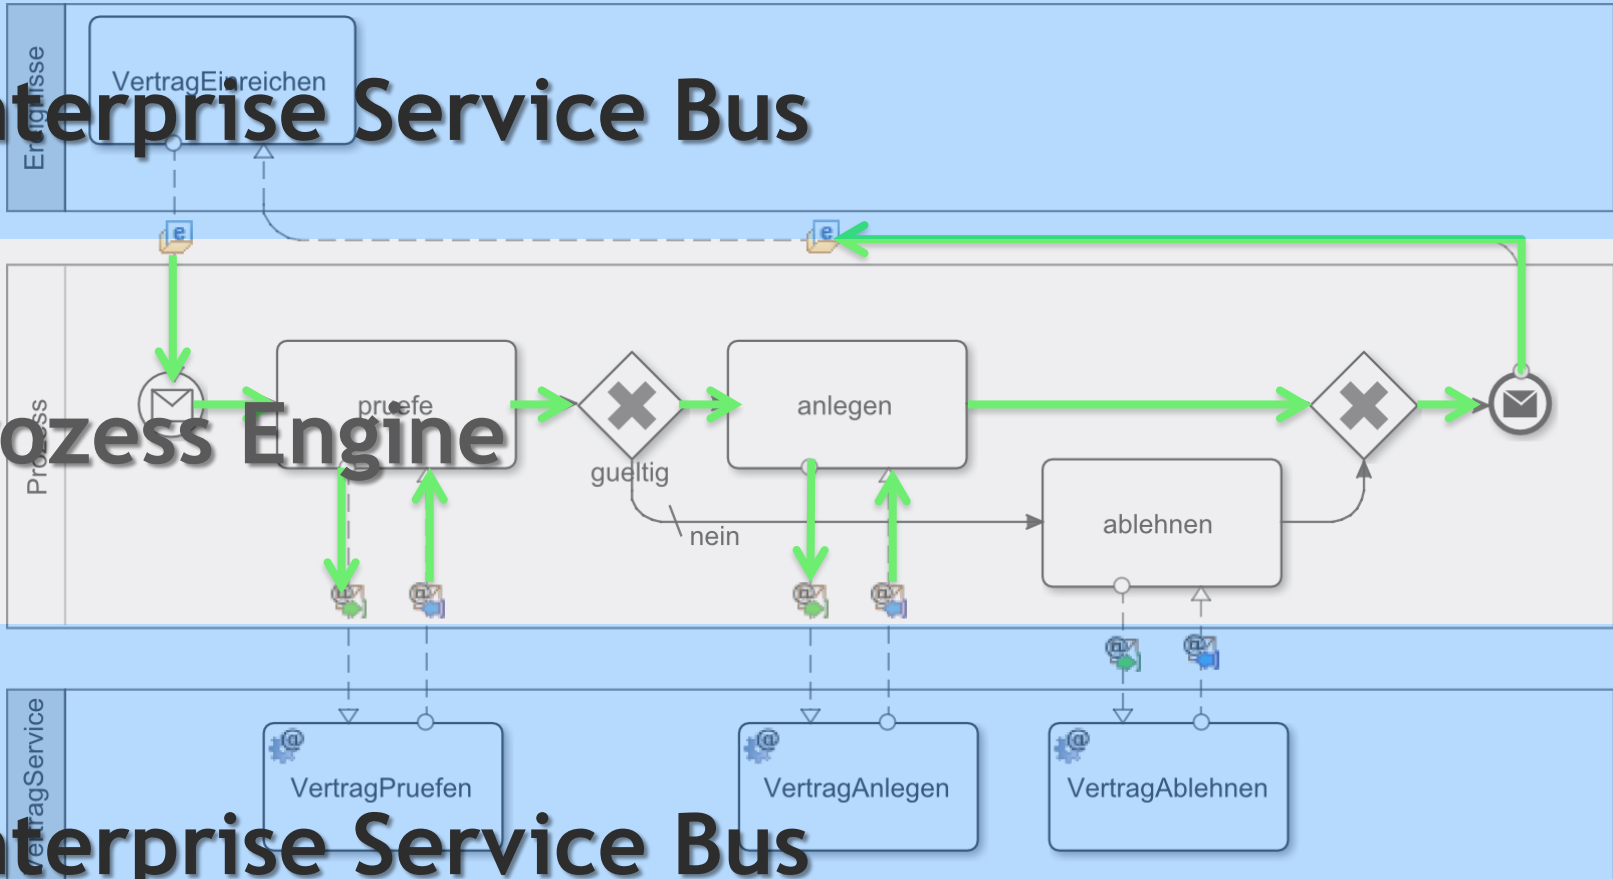 Ereignisse
VertragEinreichen
nterprise Service Bus
e
e
Prozess
pruefe
anlegen
rozess Engine
gueltig
nein
ablehnen
@
@
@
@
@
@
VertragService
@
@
@
VertragPruefen
VertragAnlegen
VertragAblehnen
nterprise Service Bus